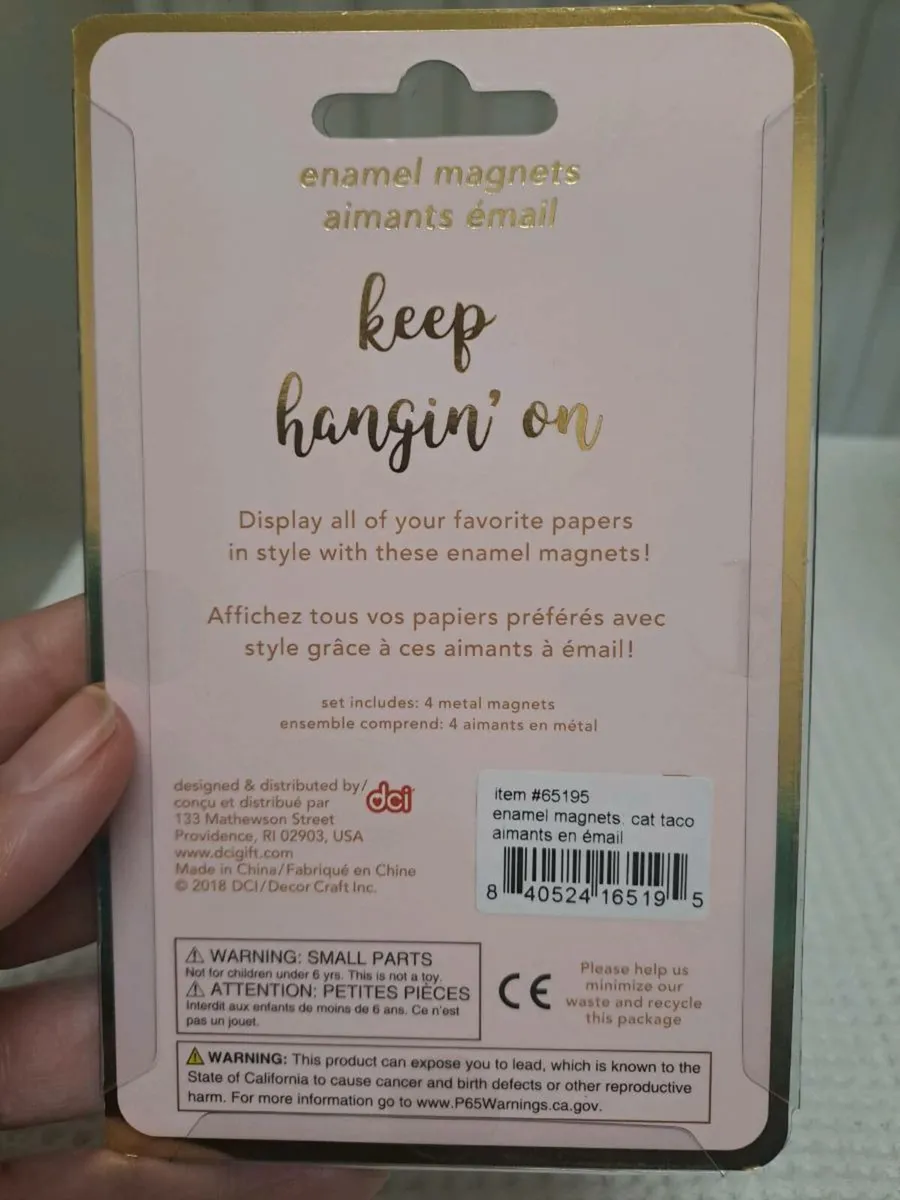 enamel magnets
aimants émail
keep
hangin' on
Display all of your favorite papers
in style with these enamel magnets!
Affichez tous vos papiers préférés avec
style grâce à ces aimants à émail!
set includes: 4 metal magnets
ensemble comprend: 4 aimants en métal
designed & distributed by/
conçu et distribué par
dci
133 Mathewson Street
Providence, RI 02903, USA
www.dcigift.com
Made in China/Fabriqué en Chine
© 2018 DCI/Decor Craft Inc.
item #65195
enamel magnets. cat taco
aimants en émail
8 40524 16519 5
⚠ WARNING: SMALL PARTS
Not for children under 6 yrs. This is not a toy.
⚠ ATTENTION: PETITES PIÈCES
Interdit aux enfants de moins de 6 ans. Ce n'est
pas un jouet.
CE
Please help us
minimize our
waste and recycle
this package
⚠ WARNING: This product can expose you to lead, which is known to the
State of California to cause cancer and birth defects or other reproductive
harm. For more information go to www.P65Warnings.ca.gov.